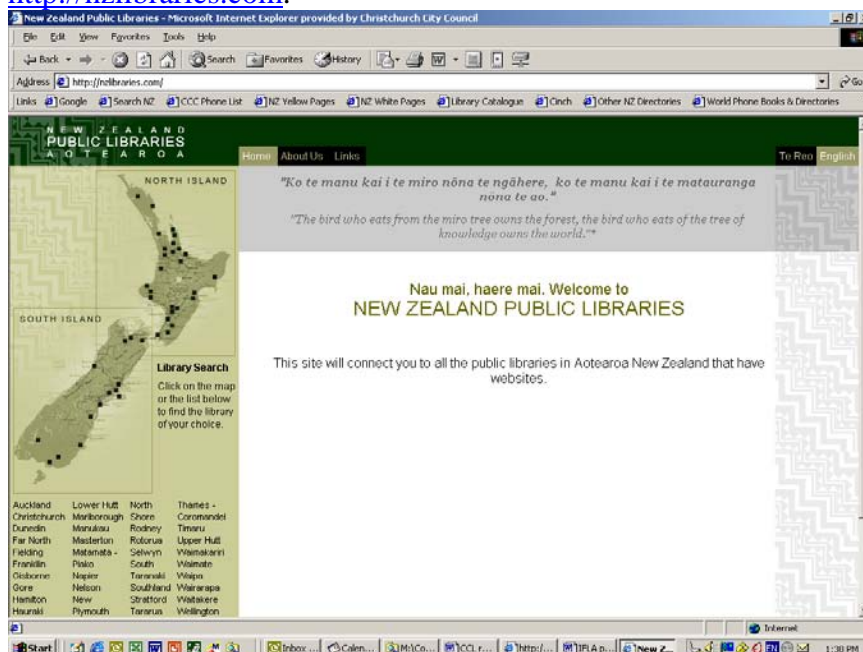 http://nzlibraries.com.
New Zealand Public Libraries - Microsoft Internet Explorer provided by Christchurch City Council
File Edit View Favorites Tools Help
Back Search Favorites History
Address http://nzlibraries.com/ Go
Links Google Search NZ CCC Phone List NZ Yellow Pages NZ White Pages Library Catalogue Cinch Other NZ Directories World Phone Books & Directories
NEW ZEALAND
PUBLIC LIBRARIES
AOTEAROA
Home About Us Links Te Reo English
NORTH ISLAND
SOUTH ISLAND
Library Search
Click on the map
or the list below
to find the library
of your choice.
"Ko te manu kai i te miro nōna te ngāhere, ko te manu kai i te matauranga
nōna te ao."
"The bird who eats from the miro tree owns the forest, the bird who eats of the tree of
knowledge owns the world."*
Nau mai, haere mai. Welcome to
NEW ZEALAND PUBLIC LIBRARIES
This site will connect you to all the public libraries in Aotearoa New Zealand that have
websites.
Auckland Lower Hutt North Thames -
Christchurch Marlborough Shore Coromandel
Dunedin Manukau Rodney Timaru
Far North Masterton Rotorua Upper Hutt
Fielding Matamata - Selwyn Waimakariri
Franklin Piako South Waimate
Gisborne Napier Taranaki Waipa
Gore Nelson Southland Wairarapa
Hamilton New Stratford Waitakere
Hauraki Plymouth Tararua Wellington
Internet
Start Inbox ... Calen... M:\Co... CCL r... http:/... IFLA p... New Z... 1:30 PM